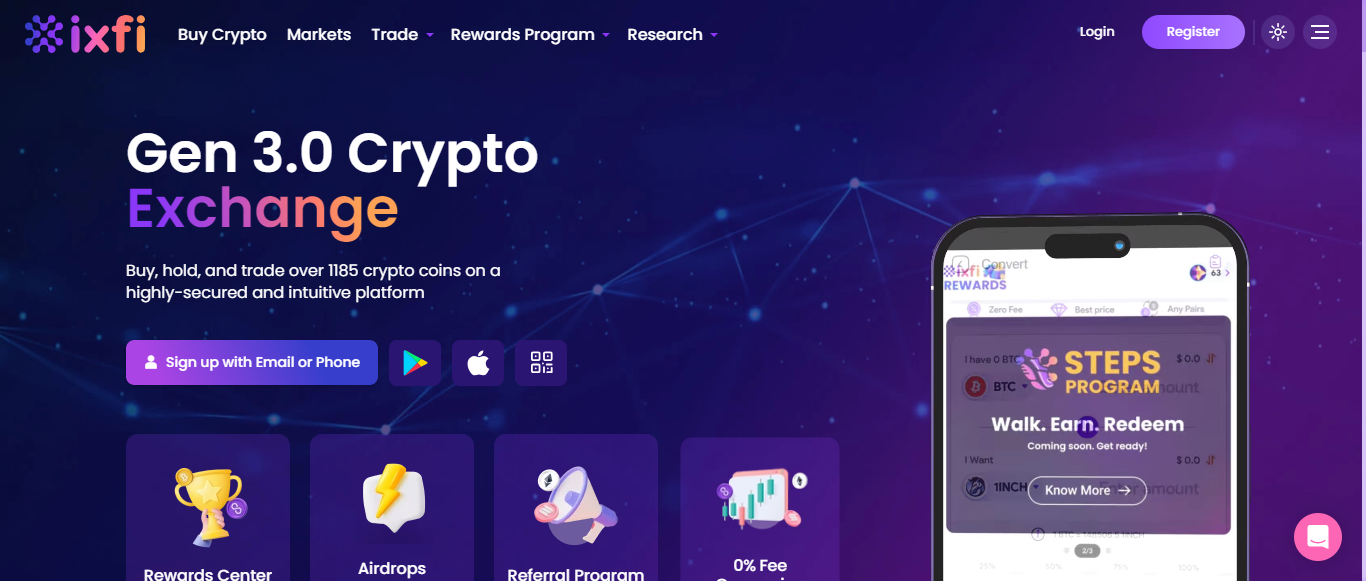 ixfi
Buy Crypto
Markets
Trade
Rewards Program
Research
Login
Register
Gen 3.0 Crypto
Exchange
Buy, hold, and trade over 1185 crypto coins on a
highly-secured and intuitive platform
Sign up with Email or Phone
Rewards Center
Airdrops
Referral Program
0% Fee
Convert
ixfi
REWARDS
63
Zero Fee
Best price
Any Pairs
I have 0 BTC
$ 0.0
STEPS
PROGRAM
BTC
Walk. Earn. Redeem
Coming soon. Get ready!
I Want
$ 0.0
1INCH
Enter amount
Know More
2/3
25%
50%
75%
100%